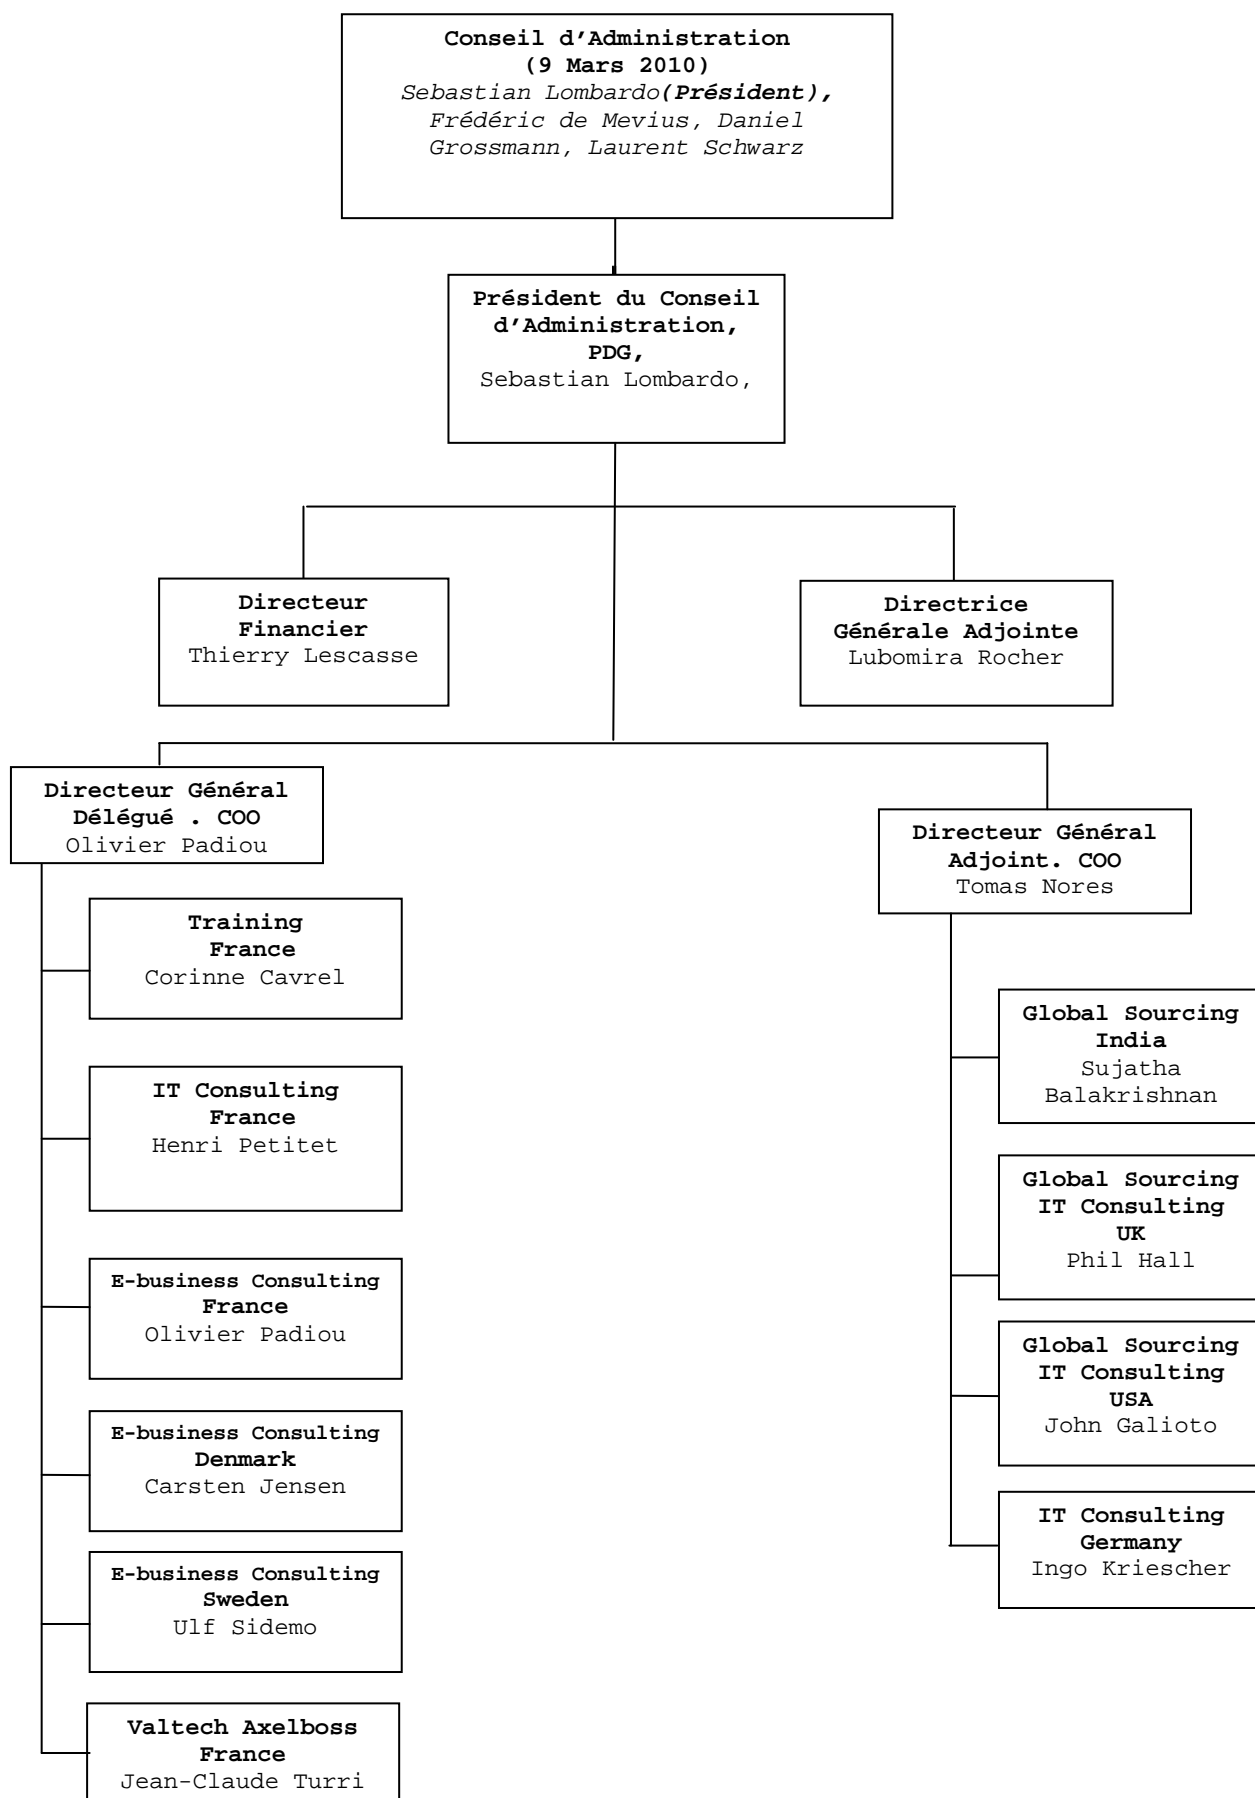 Conseil d’Administration
(9 Mars 2010)
Sebastian Lombardo(Président),
Frédéric de Mevius, Daniel
Grossmann, Laurent Schwarz
Président du Conseil
d’Administration,
PDG,
Sebastian Lombardo,
Directeur
Financier
Thierry Lescasse
Directrice
Générale Adjointe
Lubomira Rocher
Directeur Général
Délégué . COO
Olivier Padiou
Training
France
Corinne Cavrel
IT Consulting
France
Henri Petitet
E-business Consulting
France
Olivier Padiou
E-business Consulting
Denmark
Carsten Jensen
E-business Consulting
Sweden
Ulf Sidemo
Valtech Axelboss
France
Jean-Claude Turri
Directeur Général
Adjoint. COO
Tomas Nores
Global Sourcing
India
Sujatha
Balakrishnan
Global Sourcing
IT Consulting
UK
Phil Hall
Global Sourcing
IT Consulting
USA
John Galioto
IT Consulting
Germany
Ingo Kriescher